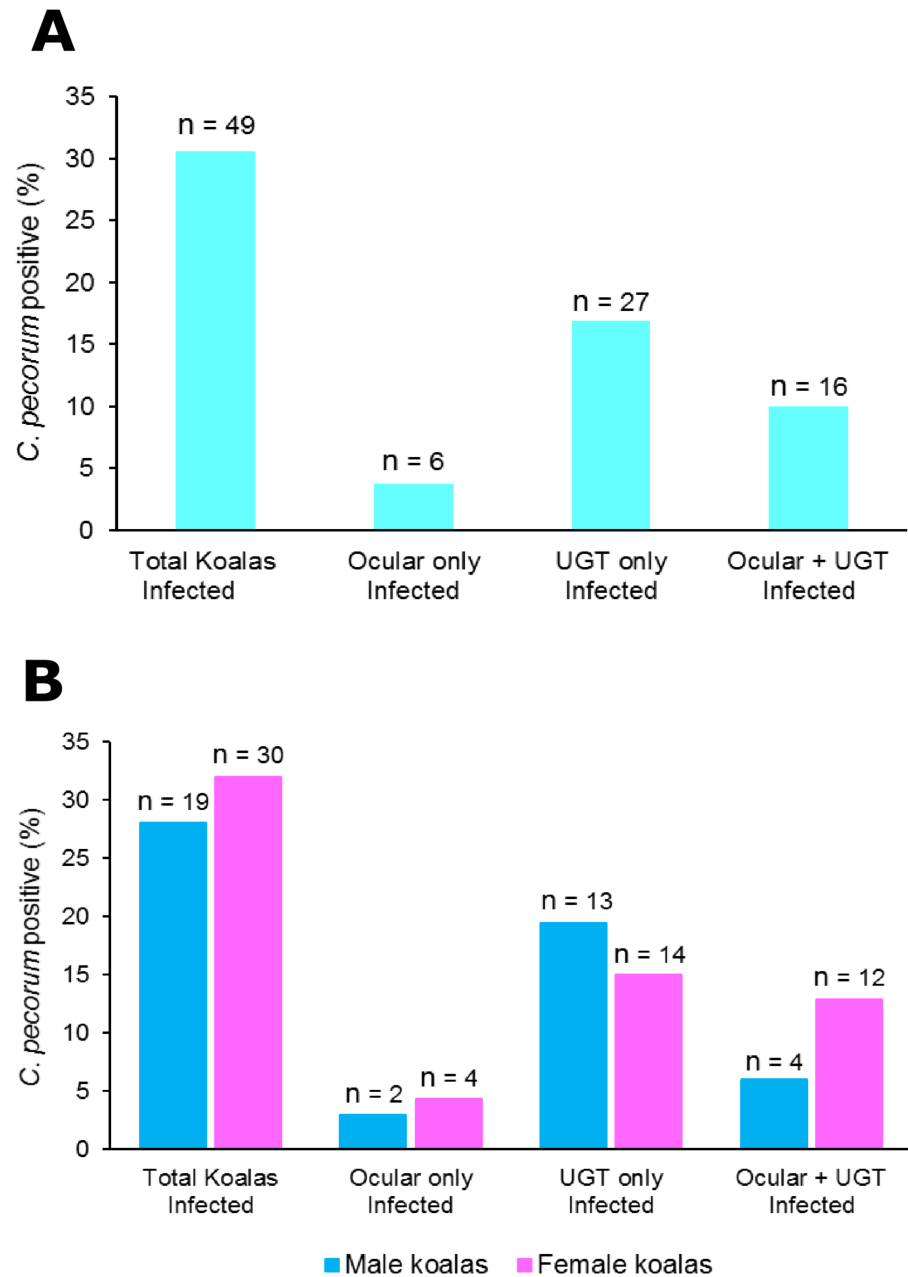 A
C. pecorum positive (%)
35
30
25
20
15
10
5
0
n = 49
n = 6
n = 27
n = 16
Total Koalas Infected
Ocular only Infected
UGT only Infected
Ocular + UGT Infected
B
C. pecorum positive (%)
35
30
25
20
15
10
5
0
n = 19
n = 30
n = 2
n = 4
n = 13
n = 14
n = 4
n = 12
Total Koalas Infected
Ocular only Infected
UGT only Infected
Ocular + UGT Infected
Male koalas
Female koalas